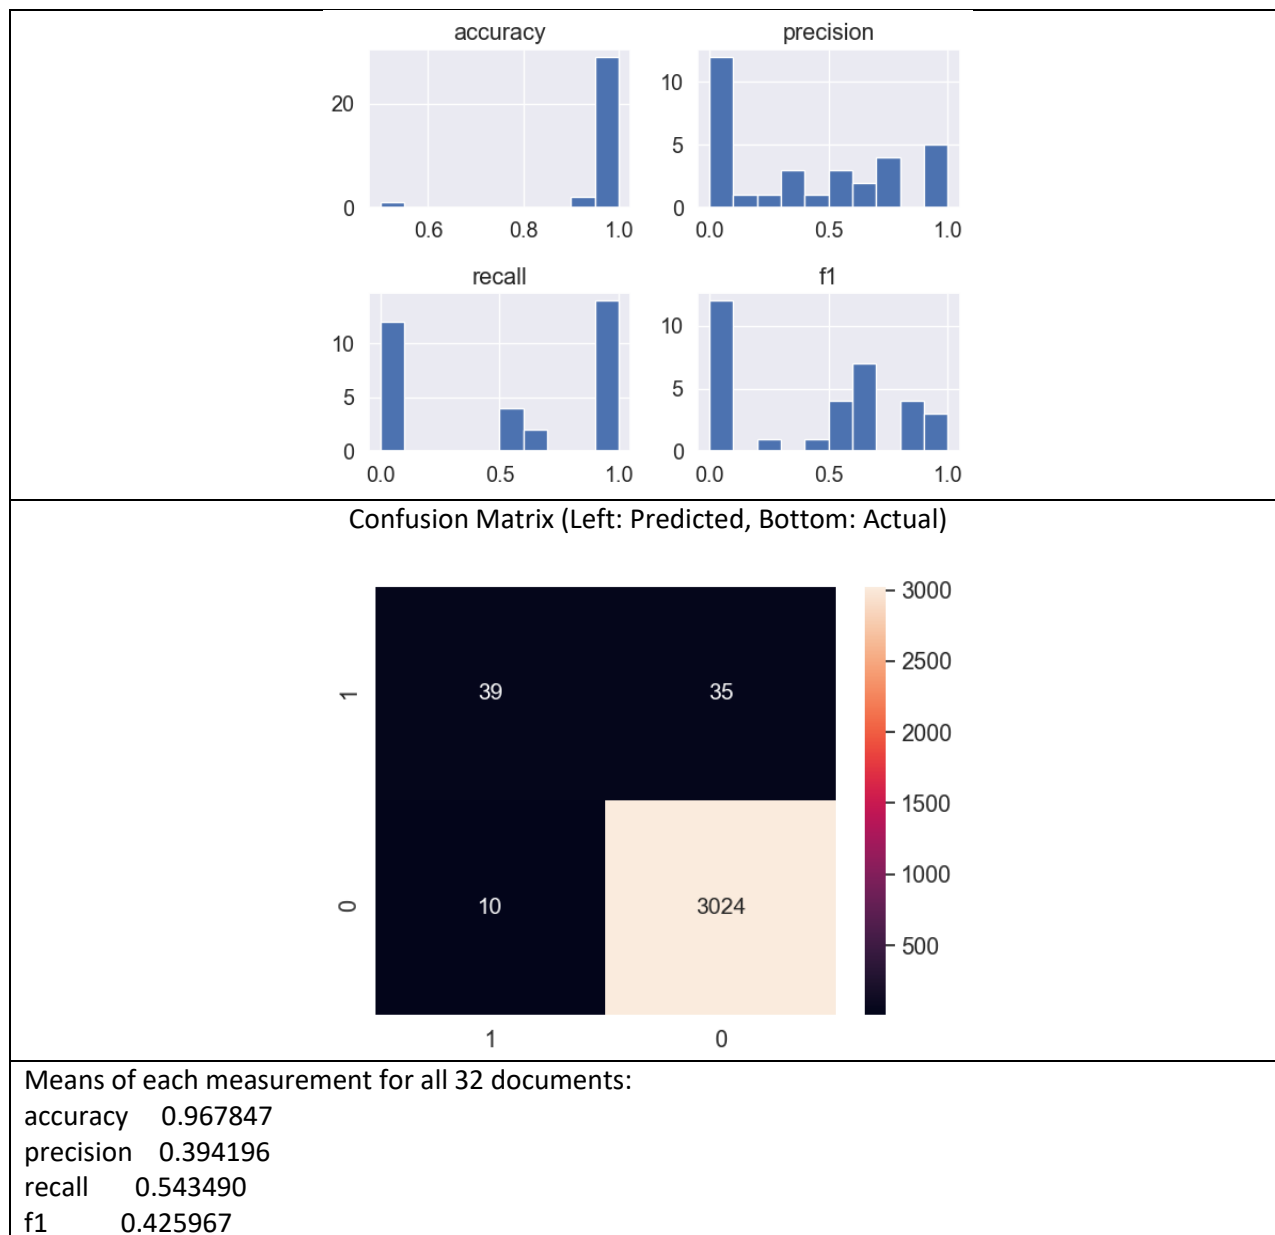 accuracy
precision
20
0
0.6 0.8 1.0
10
5
0
0.0 0.5 1.0
recall
f1
10
5
0
0.0 0.5 1.0
10
5
0
0.0 0.5 1.0
Confusion Matrix (Left: Predicted, Bottom: Actual)
1
39 35
0
10 3024
1 0
3000
2500
2000
1500
1000
500
Means of each measurement for all 32 documents:
accuracy 0.967847
precision 0.394196
recall 0.543490
f1 0.425967